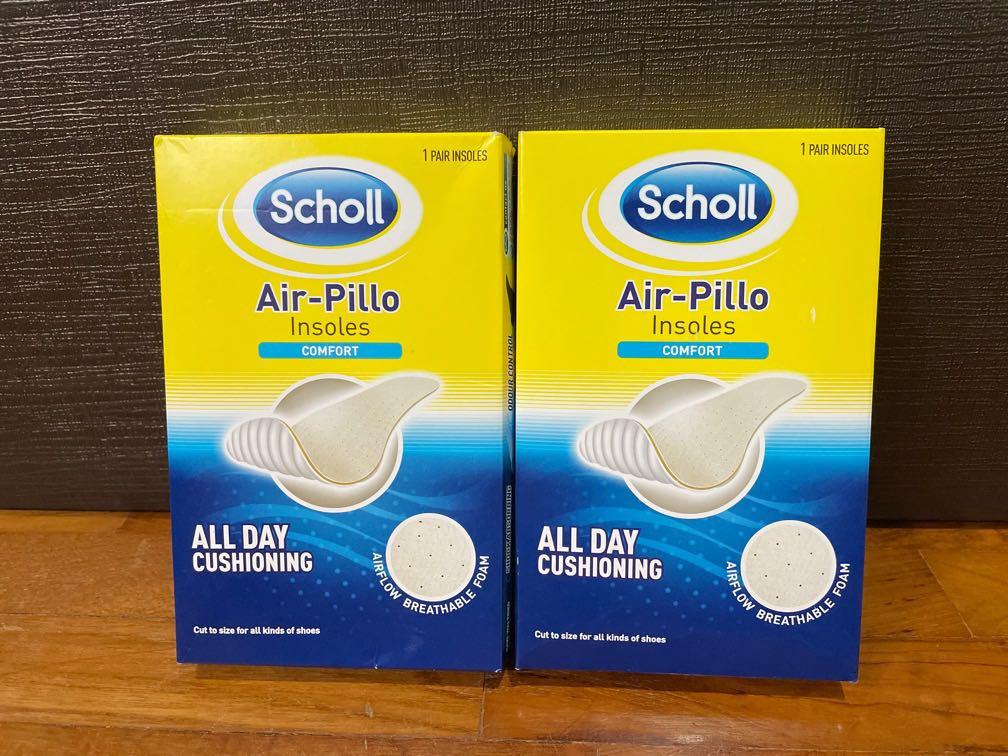 1 PAIR INSOLES
Scholl
Air-Pillo
Insoles
COMFORT
ALL DAY
CUSHIONING
AIRFLOW BREATHABLE FOAM
Cut to size for all kinds of shoes
ODOUR CONTROL
1 PAIR INSOLES
Scholl
Air-Pillo
Insoles
COMFORT
ALL DAY
CUSHIONING
AIRFLOW BREATHABLE FOAM
Cut to size for all kinds of shoes